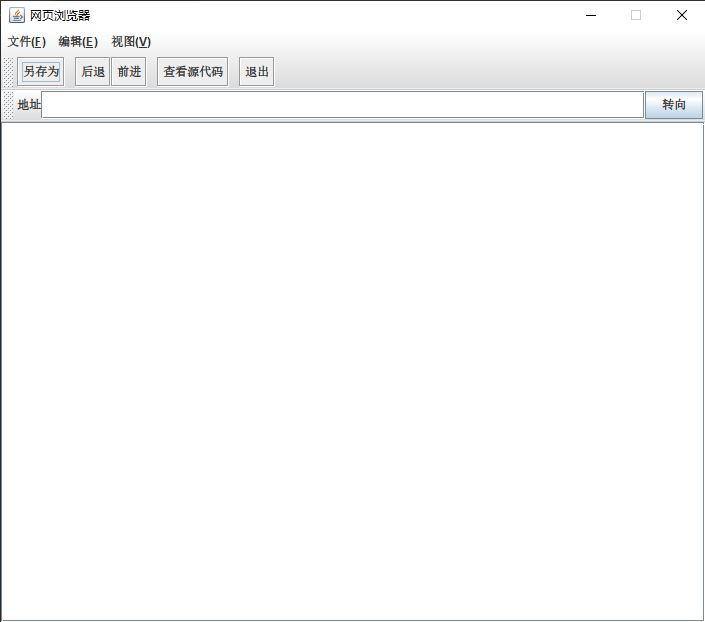 网页浏览器
文件(F) 编辑(E) 视图(V)
另存为 后退 前进 查看源代码 退出
地址 转向